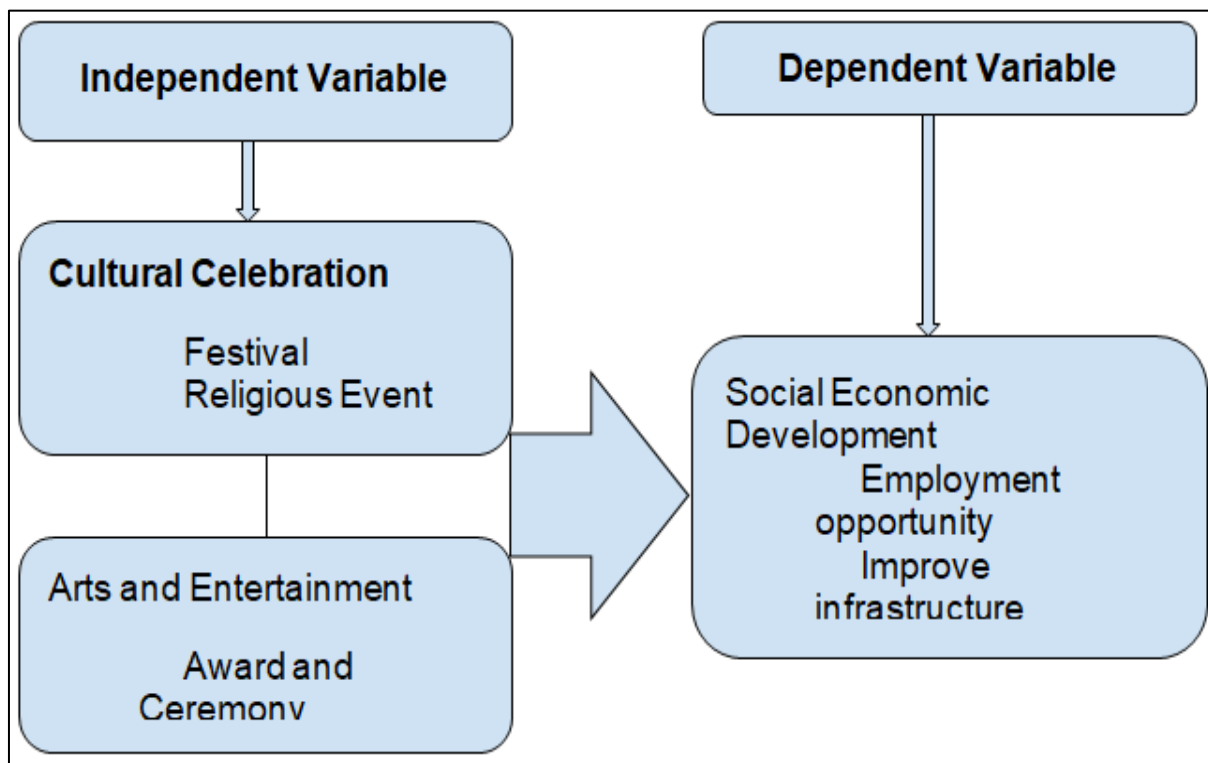 Independent Variable
Dependent Variable
Cultural Celebration
Festival
Religious Event
Arts and Entertainment
Award and
Ceremony
Social Economic
Development
Employment
opportunity
Improve
infrastructure